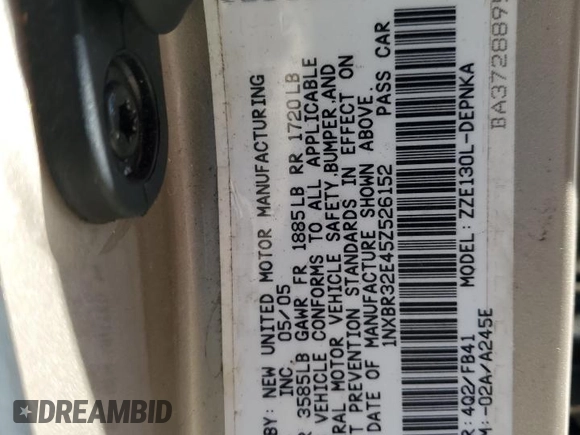 BY: NEW UNITED MOTOR MANUFACTURING
INC. 05/05
3585LB GAWR FR 1885LB RR 1720LB
VEHICLE CONFORMS TO ALL APPLICABLE
RAL MOTOR VEHICLE SAFETY,BUMPER,AND
T PREVENTION STANDARDS IN EFFECT ON
DATE OF MANUFACTURE SHOWN ABOVE.
1NXBR32E45Z526152 PASS CAR
R: 4Q2/FB41 MODEL: ZZE130L-DEPNKA
M:-02A/A245E
BA3728895
DREAMBID